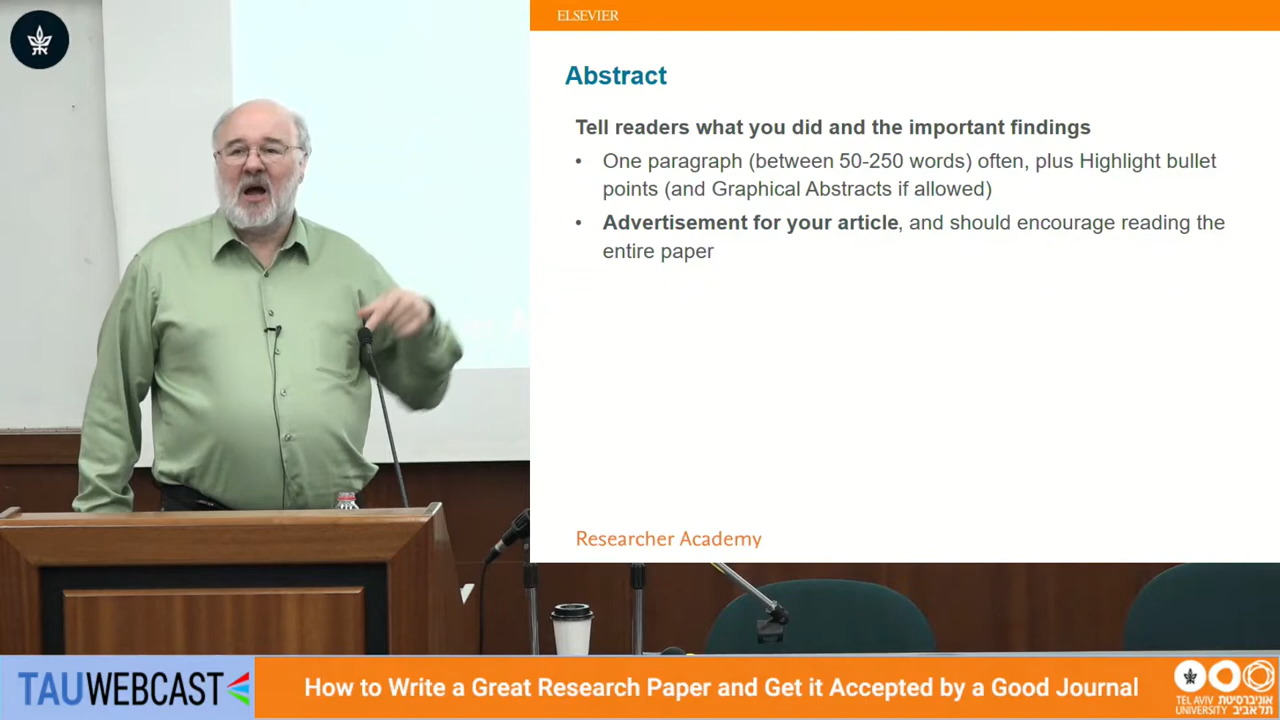 ELSEVIER
Abstract
Tell readers what you did and the important findings
• One paragraph (between 50-250 words) often, plus Highlight bullet
points (and Graphical Abstracts if allowed)
• Advertisement for your article, and should encourage reading the
entire paper
Researcher Academy
TAUWEBCAST
How to Write a Great Research Paper and Get it Accepted by a Good Journal
TEL AVIV אוניברסיטת
UNIVERSITY תל אביב